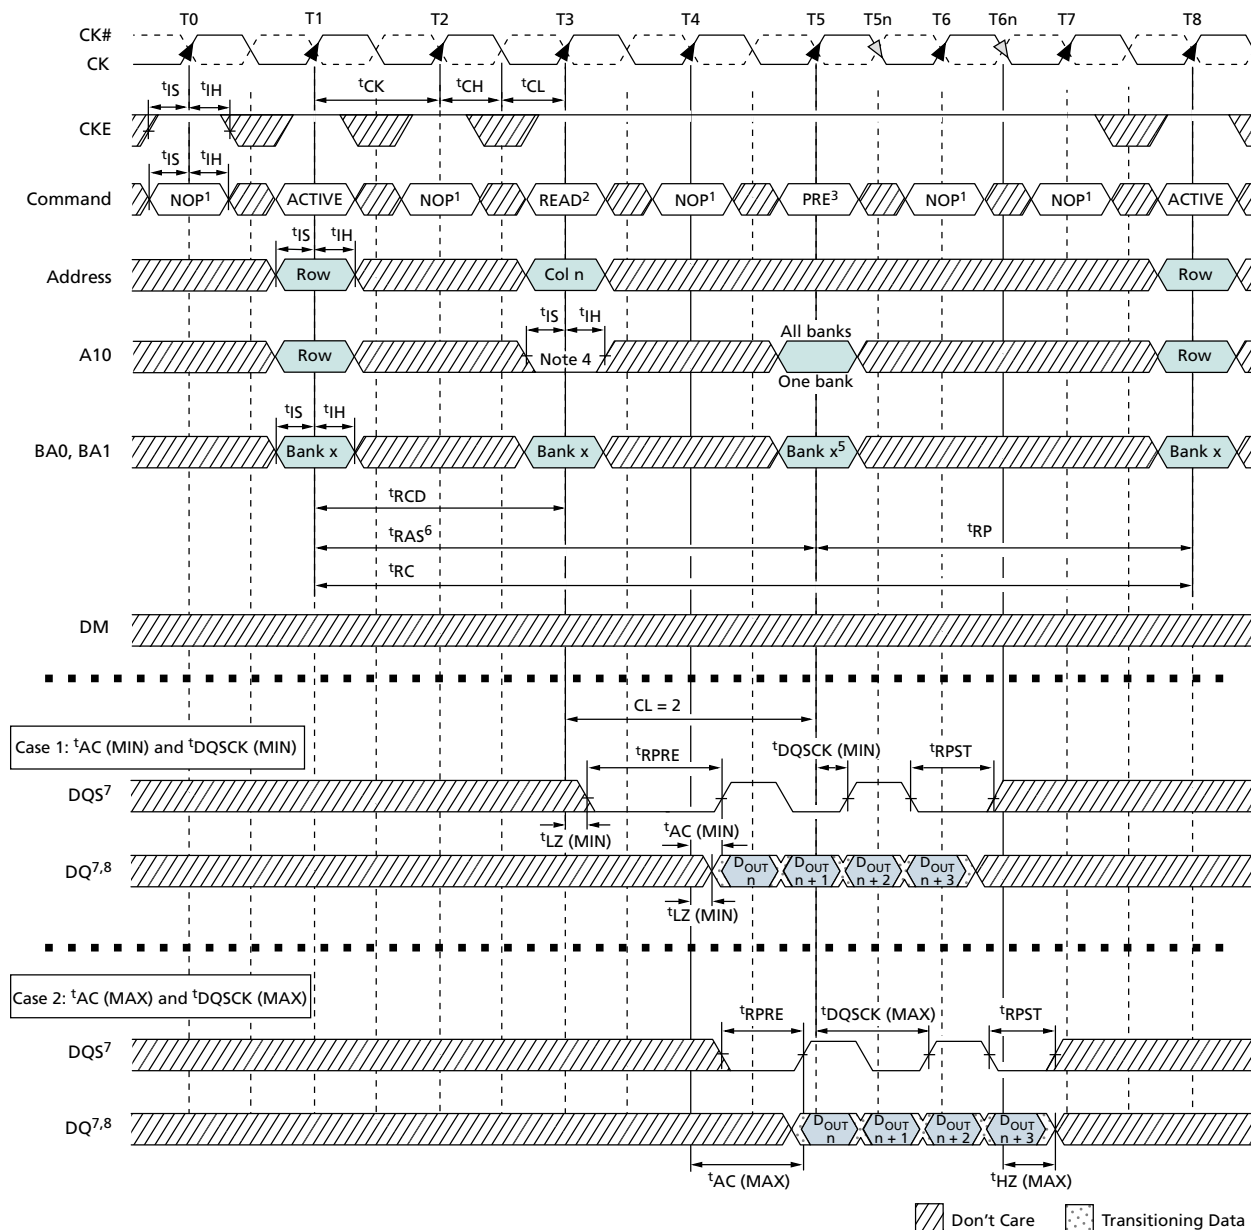 T0 T1 T2 T3 T4 T5 T5n T6 T6n T7 T8
CK#
CK
tCK tCH tCL
tIS tIH
CKE
tIS tIH
Command NOP1 ACTIVE NOP1 READ2 NOP1 PRE3 NOP1 NOP1 ACTIVE
tIS tIH
Address Row Col n Row
tIS tIH
All banks
A10 Row Note 4 Row
One bank
tIS tIH
BA0, BA1 Bank x Bank x Bank x5 Bank x
tRCD
tRAS6 tRP
tRC
DM
CL = 2
Case 1: tAC (MIN) and tDQSCK (MIN)
tRPRE tDQSCK (MIN) tRPST
DQS7
tLZ (MIN) tAC (MIN)
DQ7,8 DOUT n DOUT n + 1 DOUT n + 2 DOUT n + 3
tLZ (MIN)
Case 2: tAC (MAX) and tDQSCK (MAX)
tRPRE tDQSCK (MAX) tRPST
DQS7
DQ7,8 DOUT n DOUT n + 1 DOUT n + 2 DOUT n + 3
tAC (MAX) tHZ (MAX)
Don't Care Transitioning Data